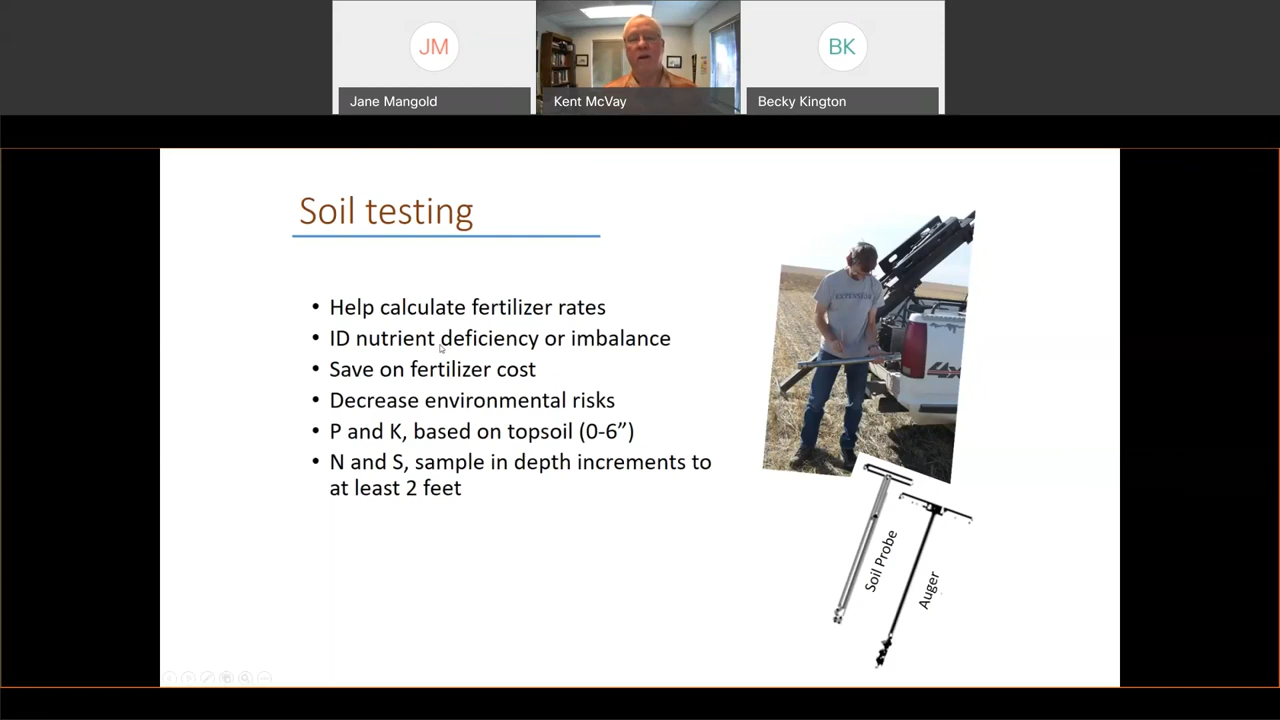 JM
BK
Jane Mangold
Kent McVay
Becky Kington
Soil testing
• Help calculate fertilizer rates
• ID nutrient deficiency or imbalance
• Save on fertilizer cost
• Decrease environmental risks
• P and K, based on topsoil (0-6”)
• N and S, sample in depth increments to
at least 2 feet
EXTENSION
4x4
Soil Probe
Auger